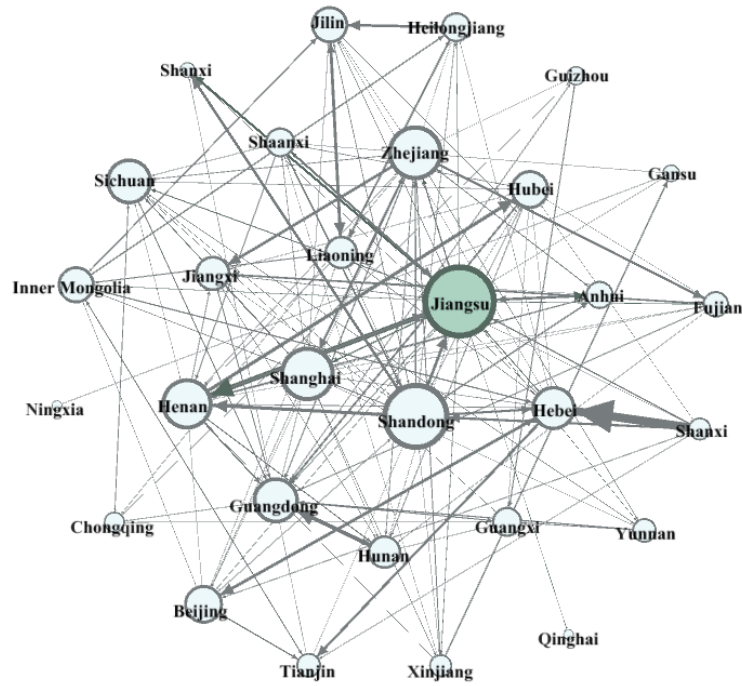 Jilin
Heilongjiang
Shanxi
Guizhou
Shaanxi
Zhejiang
Sichuan
Hubei
Gansu
Liaoning
Jiangxi
Inner Mongolia
Jiangsu
Anhui
Fujian
Shanghai
Henan
Ningxia
Shandong
Hebei
Shanxi
Guangdong
Chongqing
Guangxi
Yunnan
Hunan
Beijing
Qinghai
Tianjin
Xinjiang